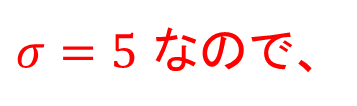 σ = 5 なので、